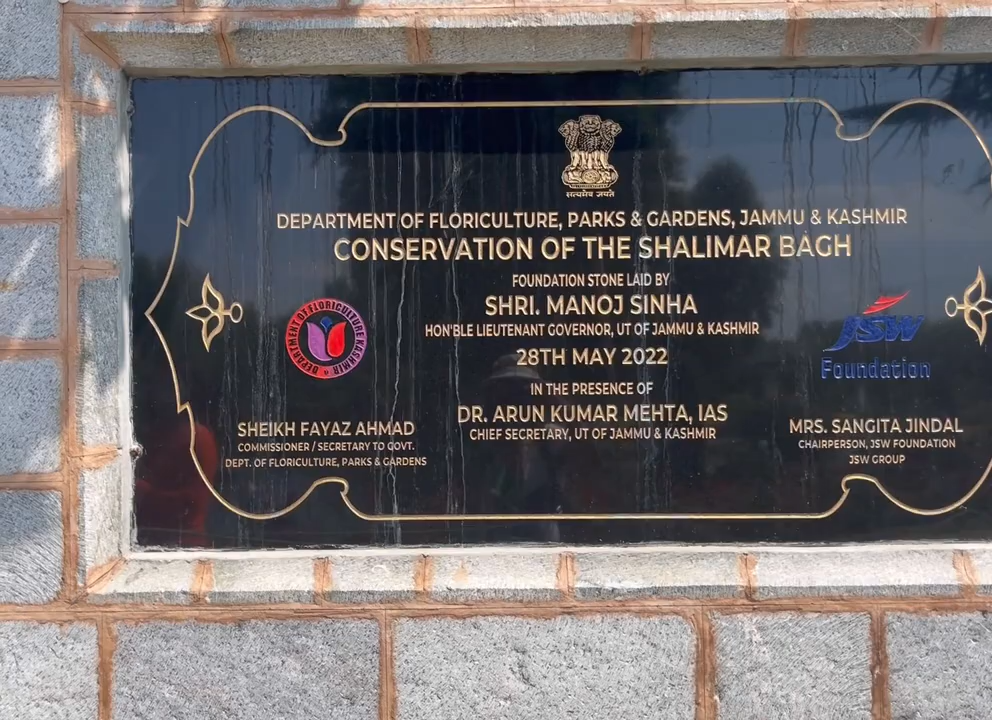 सत्यमेव जयते
DEPARTMENT OF FLORICULTURE, PARKS & GARDENS, JAMMU & KASHMIR
CONSERVATION OF THE SHALIMAR BAGH
FOUNDATION STONE LAID BY
SHRI. MANOJ SINHA
HON'BLE LIEUTENANT GOVERNOR, UT OF JAMMU & KASHMIR
28TH MAY 2022
IN THE PRESENCE OF
DR. ARUN KUMAR MEHTA, IAS
CHIEF SECRETARY, UT OF JAMMU & KASHMIR
DEPARTMENT OF FLORICULTURE KASHMIR
SHEIKH FAYAZ AHMAD
COMMISSIONER / SECRETARY TO GOVT.
DEPT. OF FLORICULTURE, PARKS & GARDENS
JSW
Foundation
MRS. SANGITA JINDAL
CHAIRPERSON, JSW FOUNDATION
JSW GROUP